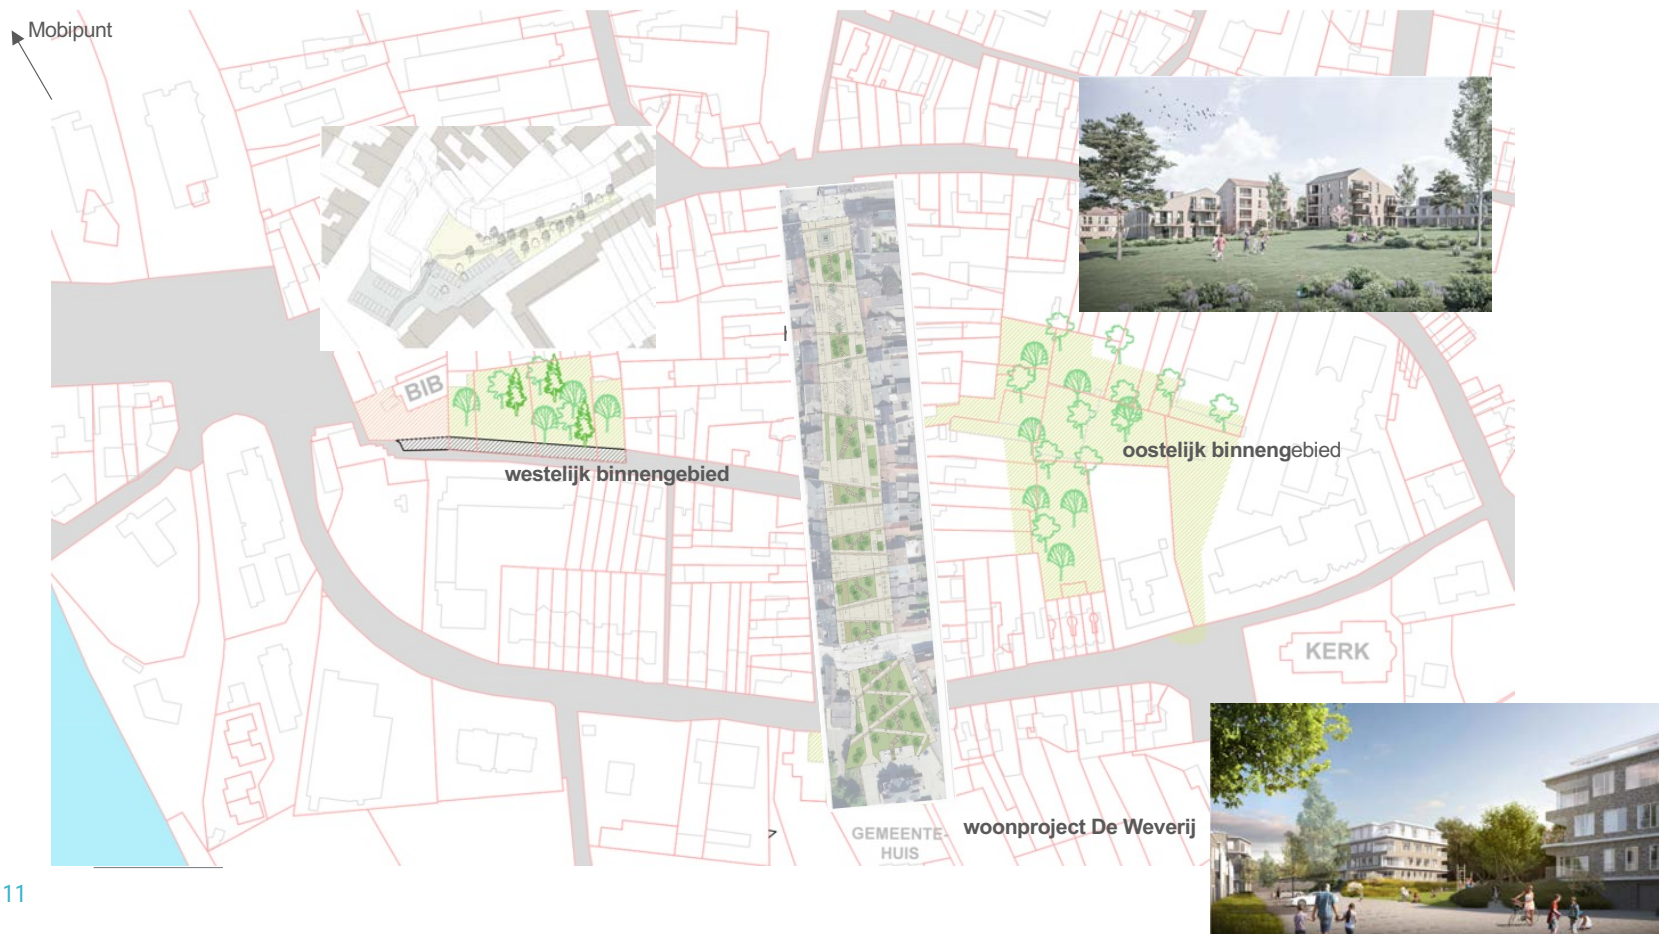 Mobipunt
BIB
westelijk binnengebied
oostelijk binnengebied
KERK
GEMEENTE-
HUIS
woonproject De Weverij
11